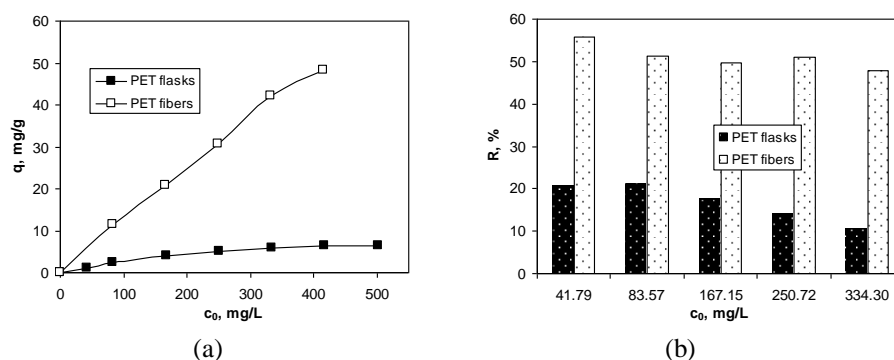 60
50
40
30
20
10
0
q, mg/g
PET flasks
PET fibers
0 100 200 300 400 500
c₀, mg/L
(a)
60
50
40
30
20
10
0
R, %
PET flasks
PET fibers
41.79 83.57 167.15 250.72 334.30
c₀, mg/L
(b)